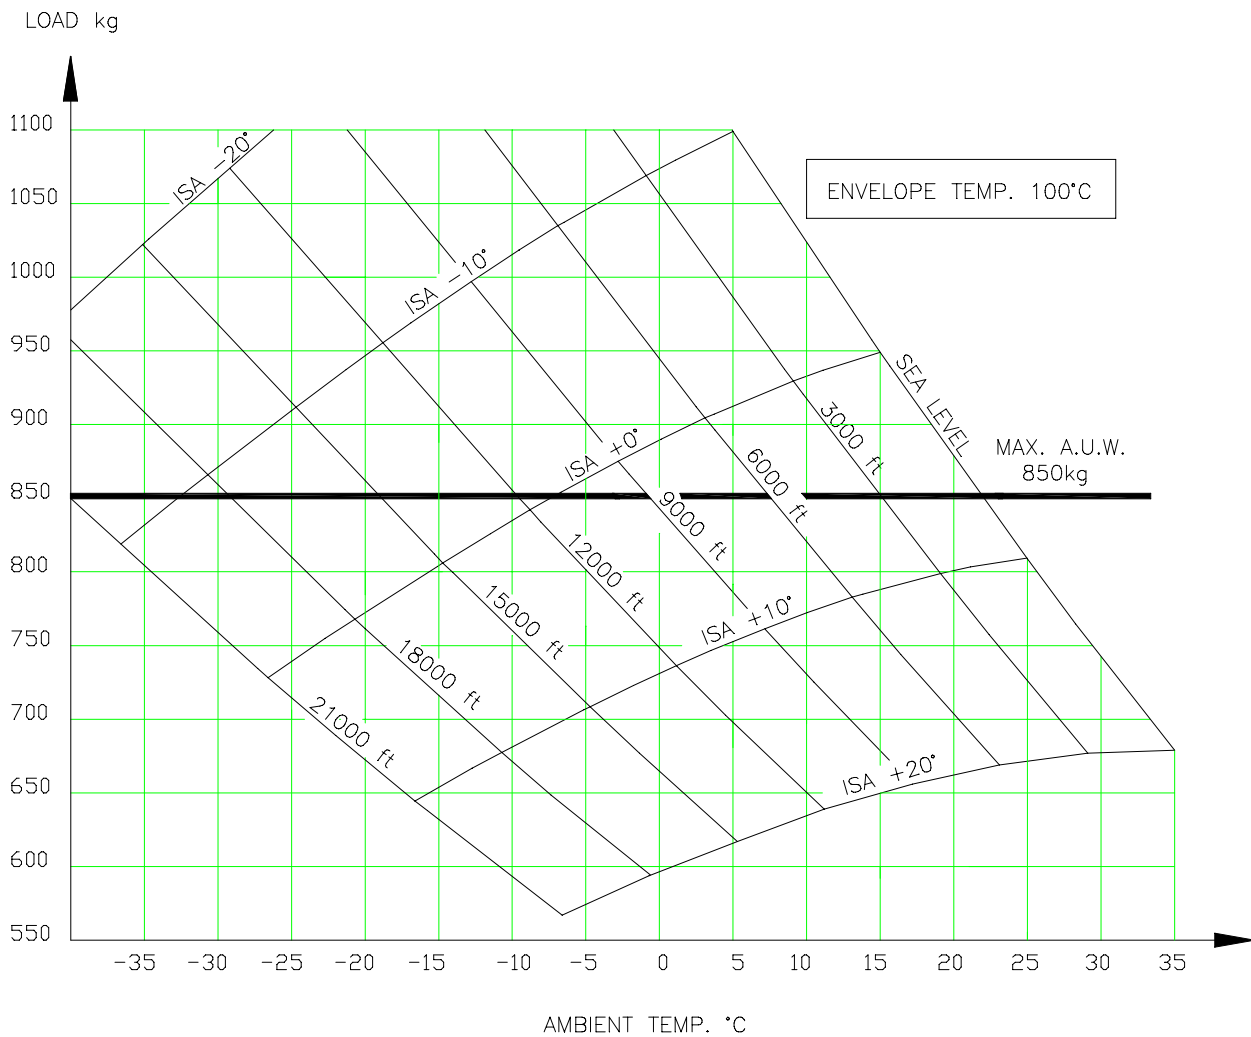 LOAD kg
1100
1050
1000
950
900
850
800
750
700
650
600
550
ISA -20°
ISA -10°
ISA +0°
ISA +10°
ISA +20°
ENVELOPE TEMP. 100°C
SEA LEVEL
3000 ft
6000 ft
9000 ft
12000 ft
15000 ft
18000 ft
21000 ft
MAX. A.U.W.
850kg
-35 -30 -25 -20 -15 -10 -5 0 5 10 15 20 25 30 35
AMBIENT TEMP. °C